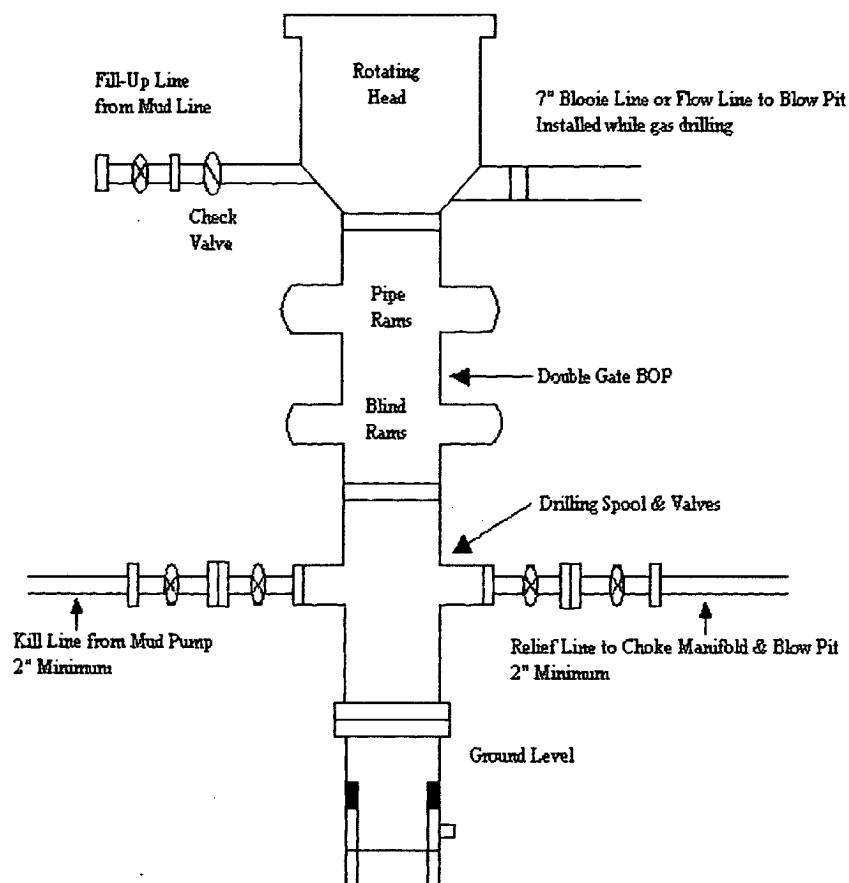 Rotating
Head
Fill-Up Line
from Mud Line
7" Blooie Line or Flow Line to Blow Pit
Installed while gas drilling
Check
Valve
Pipe
Rams
Double Gate BOP
Blind
Rams
Drilling Spool & Valves
Kill Line from Mud Pump
2" Minimum
Relief Line to Choke Manifold & Blow Pit
2" Minimum
Ground Level